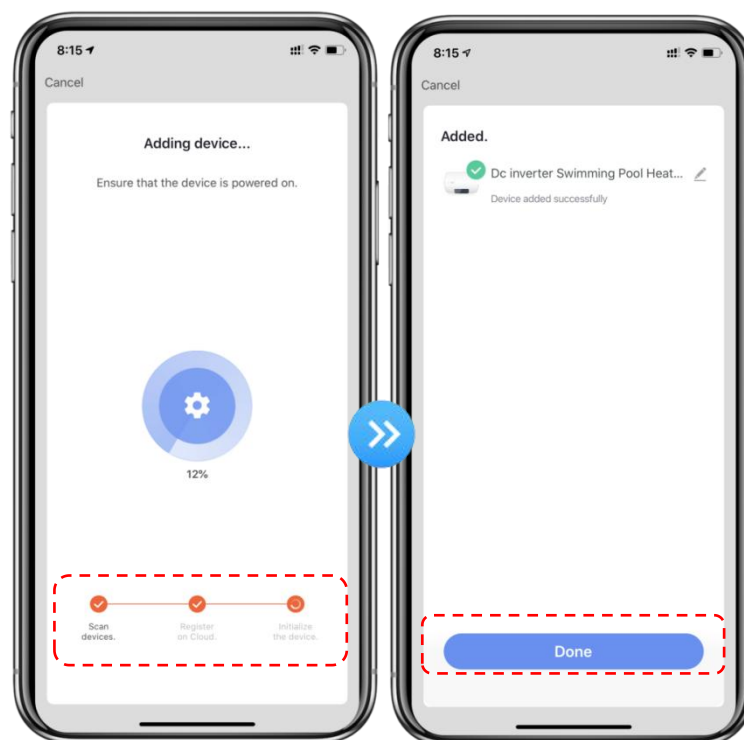 8:15
Cancel
Adding device...
Ensure that the device is powered on.
12%
Scan
devices.
Register
on Cloud.
Initialize
the device.
8:15
Cancel
Added.
Dc inverter Swimming Pool Heat...
Device added successfully
Done